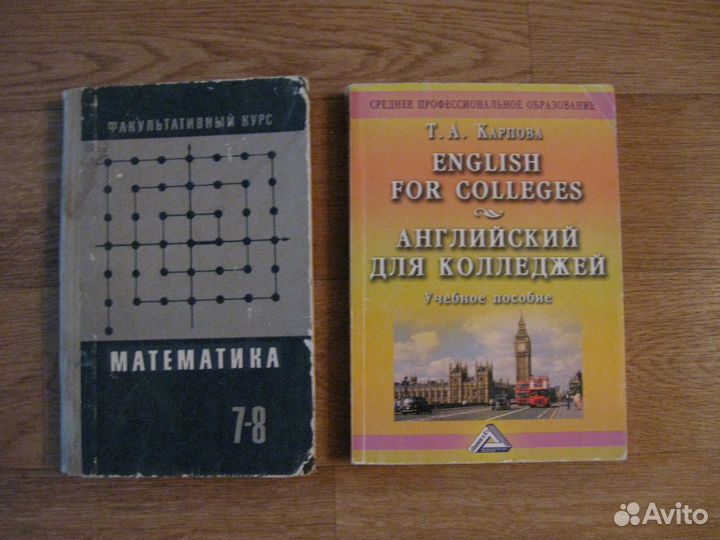 ФАКУЛЬТАТИВНЫЙ КУРС
МАТЕМАТИКА
7-8
СРЕДНЕЕ ПРОФЕССИОНАЛЬНОЕ ОБРАЗОВАНИЕ
Т. А. КАРПОВА
ENGLISH
FOR COLLEGES
АНГЛИЙСКИЙ
ДЛЯ КОЛЛЕДЖЕЙ
Учебное пособие
Avito